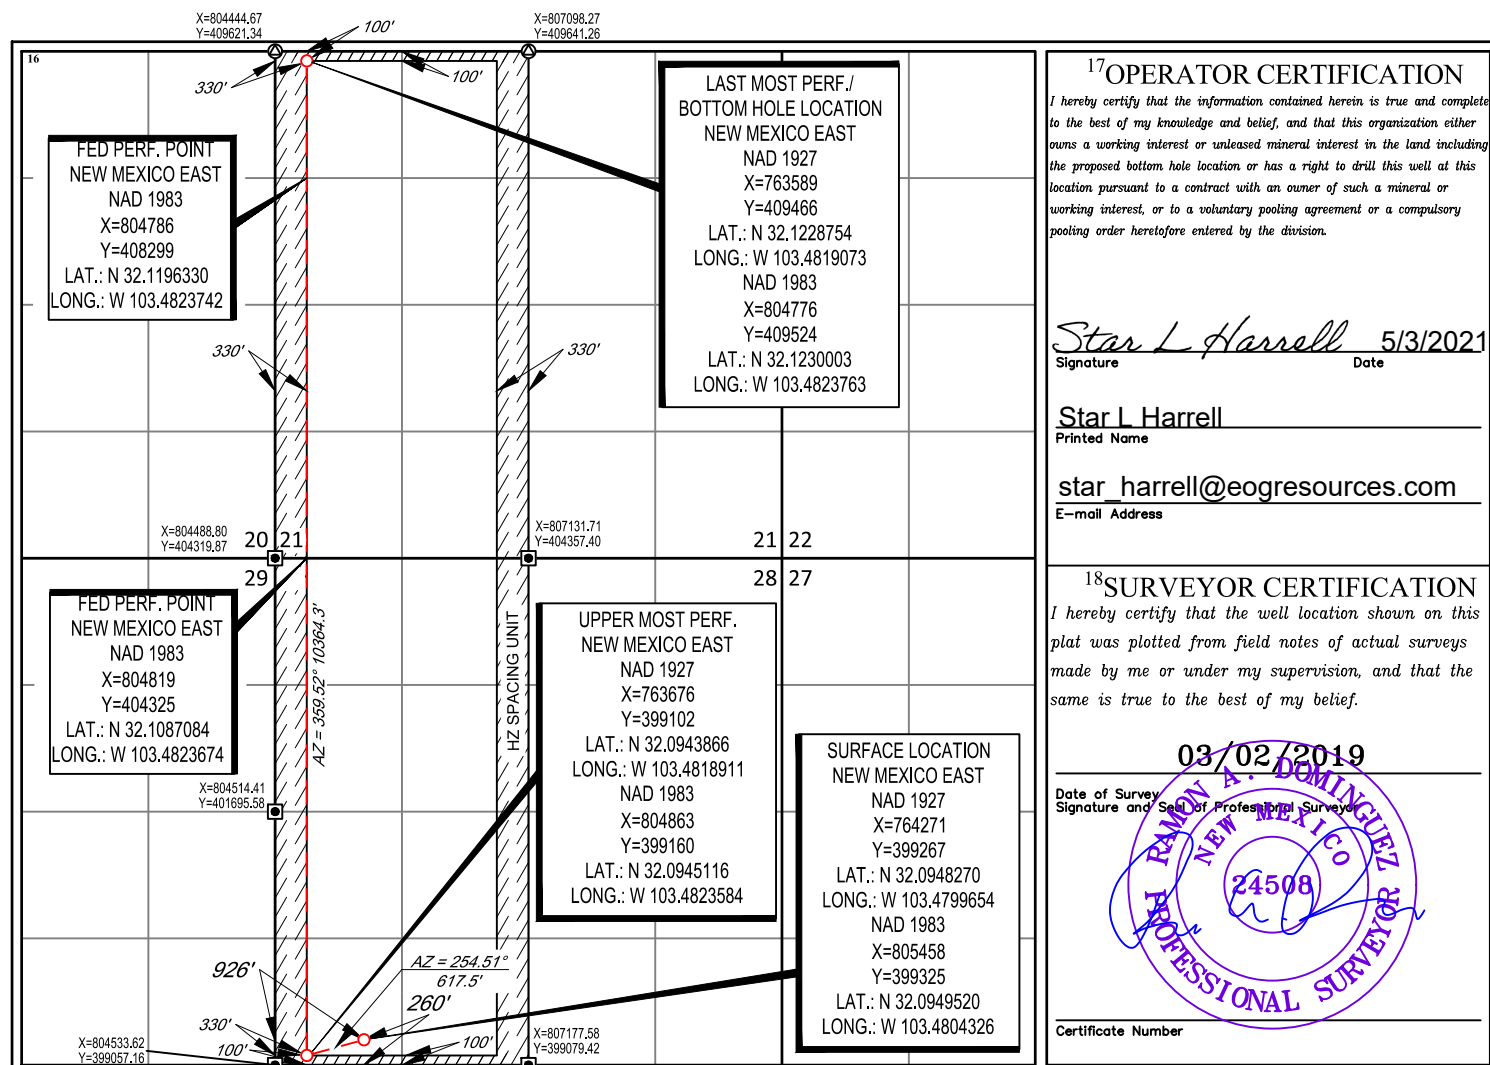 X=804444.67
Y=409621.34
100'
X=807098.27
Y=409641.26
16
330'
100'
FED PERF. POINT
NEW MEXICO EAST
NAD 1983
X=804786
Y=408299
LAT.: N 32.1196330
LONG.: W 103.4823742
LAST MOST PERF./
BOTTOM HOLE LOCATION
NEW MEXICO EAST
NAD 1927
X=763589
Y=409466
LAT.: N 32.1228754
LONG.: W 103.4819073
NAD 1983
X=804776
Y=409524
LAT.: N 32.1230003
LONG.: W 103.4823763
330'
330'
X=804488.80
Y=404319.87
20
21
X=807131.71
Y=404357.40
21
22
29
28
27
FED PERF. POINT
NEW MEXICO EAST
NAD 1983
X=804819
Y=404325
LAT.: N 32.1087084
LONG.: W 103.4823674
AZ = 359.52° 10364.3'
HZ SPACING UNIT
UPPER MOST PERF.
NEW MEXICO EAST
NAD 1927
X=763676
Y=399102
LAT.: N 32.0943866
LONG.: W 103.4818911
NAD 1983
X=804863
Y=399160
LAT.: N 32.0945116
LONG.: W 103.4823584
X=804514.41
Y=401695.58
SURFACE LOCATION
NEW MEXICO EAST
NAD 1927
X=764271
Y=399267
LAT.: N 32.0948270
LONG.: W 103.4799654
NAD 1983
X=805458
Y=399325
LAT.: N 32.0949520
LONG.: W 103.4804326
926'
AZ = 254.51°
617.5'
260'
330'
100'
100'
X=804533.62
Y=399057.16
X=807177.58
Y=399079.42
17 OPERATOR CERTIFICATION
I hereby certify that the information contained herein is true and complete
to the best of my knowledge and belief, and that this organization either
owns a working interest or unleased mineral interest in the land including
the proposed bottom hole location or has a right to drill this well at this
location pursuant to a contract with an owner of such a mineral or
working interest, or to a voluntary pooling agreement or a compulsory
pooling order heretofore entered by the division.
Star L Harrell 5/3/2021
Signature Date
Star L Harrell
Printed Name
star_harrell@eogresources.com
E-mail Address
18 SURVEYOR CERTIFICATION
I hereby certify that the well location shown on this
plat was plotted from field notes of actual surveys
made by me or under my supervision, and that the
same is true to the best of my belief.
03/02/2019
Date of Survey
Signature and Seal of Professional Surveyor
RAMON A. DOMINGUEZ
NEW MEXICO
24508
PROFESSIONAL SURVEYOR
Certificate Number